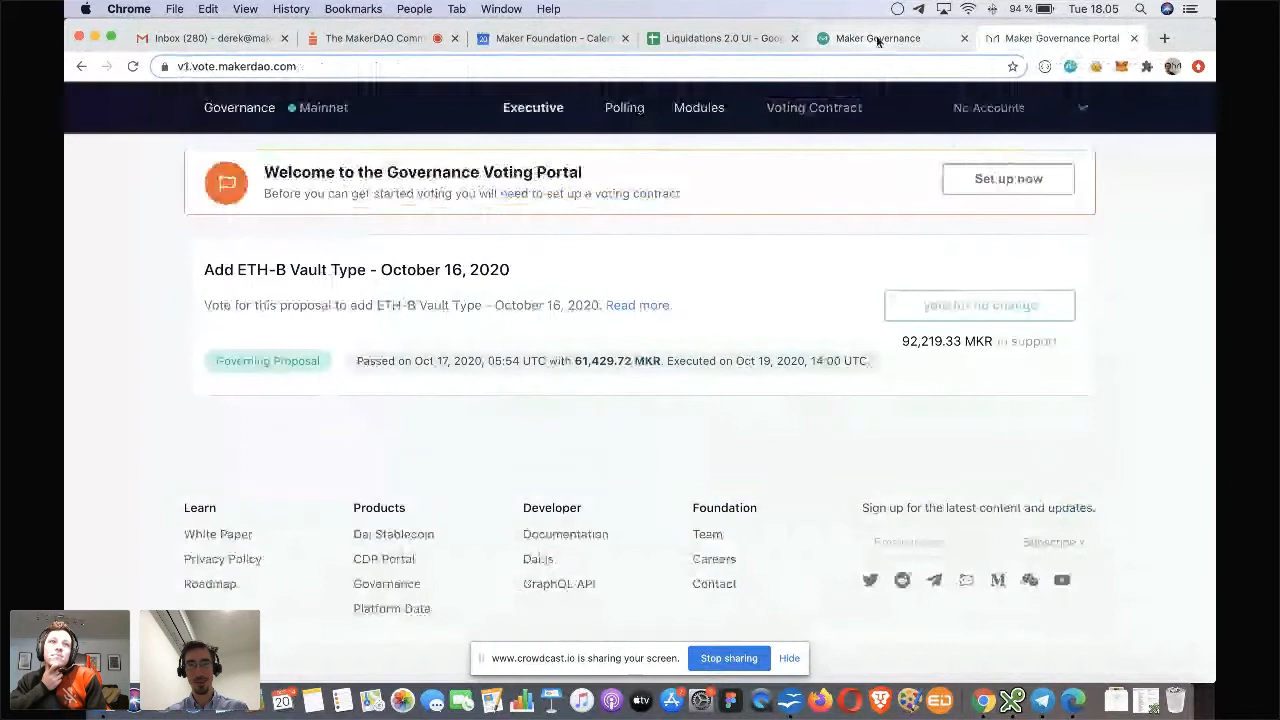 Chrome File Edit View History Bookmarks People Tab Window Help 94 % Tue 18.05
Inbox (280) - derek@mak
The MakerDAO Comm
Maker Foundation - Calen
Liquidations 2.0 UI - Goog
Maker Governance
Maker Governance Portal
v1.vote.makerdao.com
Governance Mainnet Executive Polling Modules Voting Contract No Accounts
Welcome to the Governance Voting Portal
Before you can get started voting you will need to set up a voting contract
Set up now
Add ETH-B Vault Type - October 16, 2020
Vote for this proposal to add ETH-B Vault Type - October 16, 2020. Read more.
vote for no change
92,219.33 MKR in support
Governing Proposal
Passed on Oct 17, 2020, 05:54 UTC with 61,429.72 MKR. Executed on Oct 19, 2020, 14:00 UTC.
Learn
White Paper
Privacy Policy
Roadmap
Products
Dai Stablecoin
CDP Portal
Governance
Platform Data
Developer
Documentation
Dai.js
GraphQL API
Foundation
Team
Careers
Contact
Sign up for the latest content and updates.
Subscribe
www.crowdcast.io is sharing your screen. Stop sharing Hide